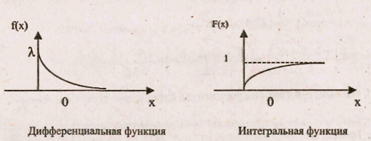 f(x)
λ
0
x
Дифференциальная функция
F(x)
1
0
x
Интегральная функция